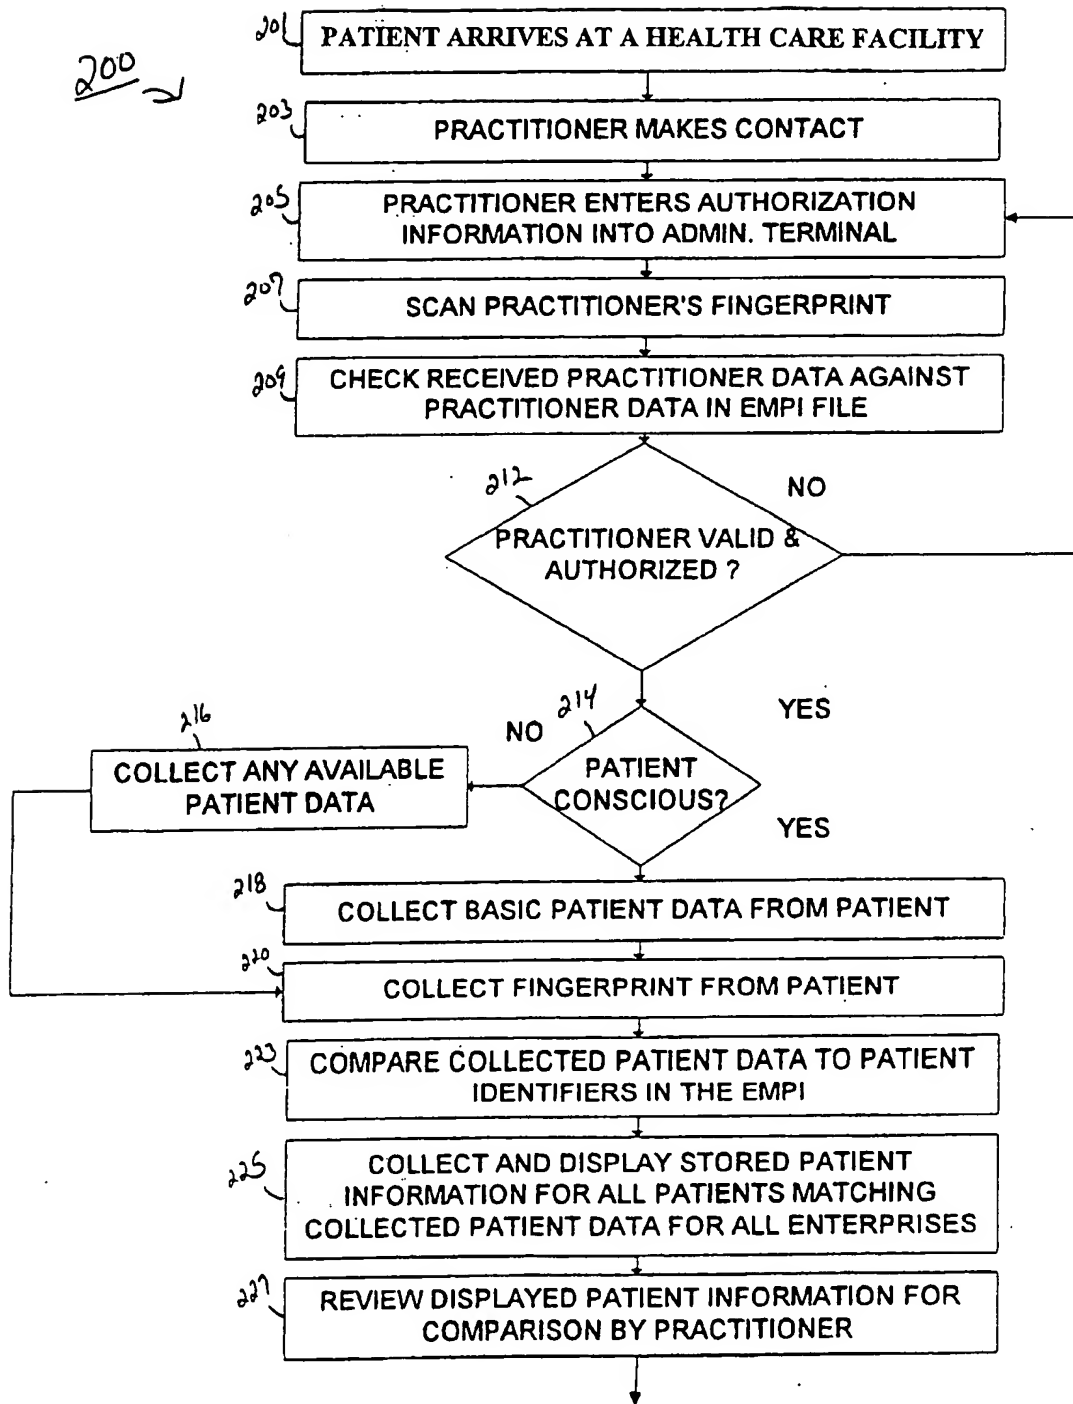 201
PATIENT ARRIVES AT A HEALTH CARE FACILITY
200
203
PRACTITIONER MAKES CONTACT
205
PRACTITIONER ENTERS AUTHORIZATION
INFORMATION INTO ADMIN. TERMINAL
207
SCAN PRACTITIONER'S FINGERPRINT
209
CHECK RECEIVED PRACTITIONER DATA AGAINST
PRACTITIONER DATA IN EMPI FILE
212
NO
PRACTITIONER VALID &
AUTHORIZED ?
YES
214
NO
216
COLLECT ANY AVAILABLE
PATIENT DATA
PATIENT
CONSCIOUS?
YES
218
COLLECT BASIC PATIENT DATA FROM PATIENT
220
COLLECT FINGERPRINT FROM PATIENT
223
COMPARE COLLECTED PATIENT DATA TO PATIENT
IDENTIFIERS IN THE EMPI
225
COLLECT AND DISPLAY STORED PATIENT
INFORMATION FOR ALL PATIENTS MATCHING
COLLECTED PATIENT DATA FOR ALL ENTERPRISES
227
REVIEW DISPLAYED PATIENT INFORMATION FOR
COMPARISON BY PRACTITIONER